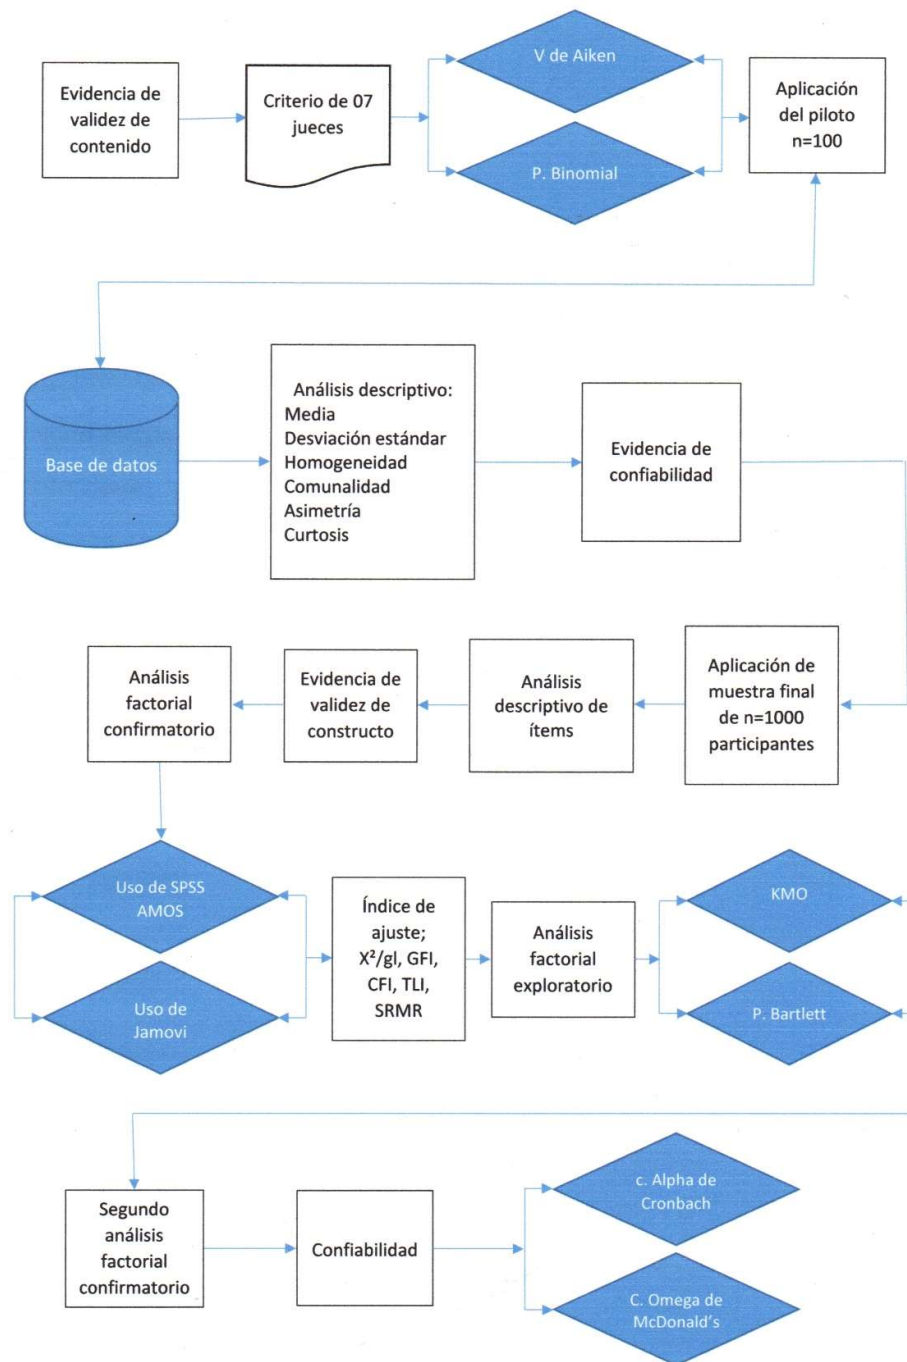 Evidencia de
validez de
contenido
Criterio de 07
jueces
V de Aiken
P. Binomial
Aplicación
del piloto
n=100
Base de datos
Análisis descriptivo:
Media
Desviación estándar
Homogeneidad
Comunalidad
Asimetría
Curtosis
Evidencia de
confiabilidad
Aplicación de
muestra final
de n=1000
participantes
Análisis
descriptivo de
ítems
Evidencia de
validez de
constructo
Análisis
factorial
confirmatorio
Uso de SPSS
AMOS
Uso de
Jamovi
Índice de
ajuste;
X²/gl, GFI,
CFI, TLI,
SRMR
Análisis
factorial
exploratorio
KMO
P. Bartlett
Segundo
análisis
factorial
confirmatorio
Confiabilidad
c. Alpha de
Cronbach
C. Omega de
McDonald's